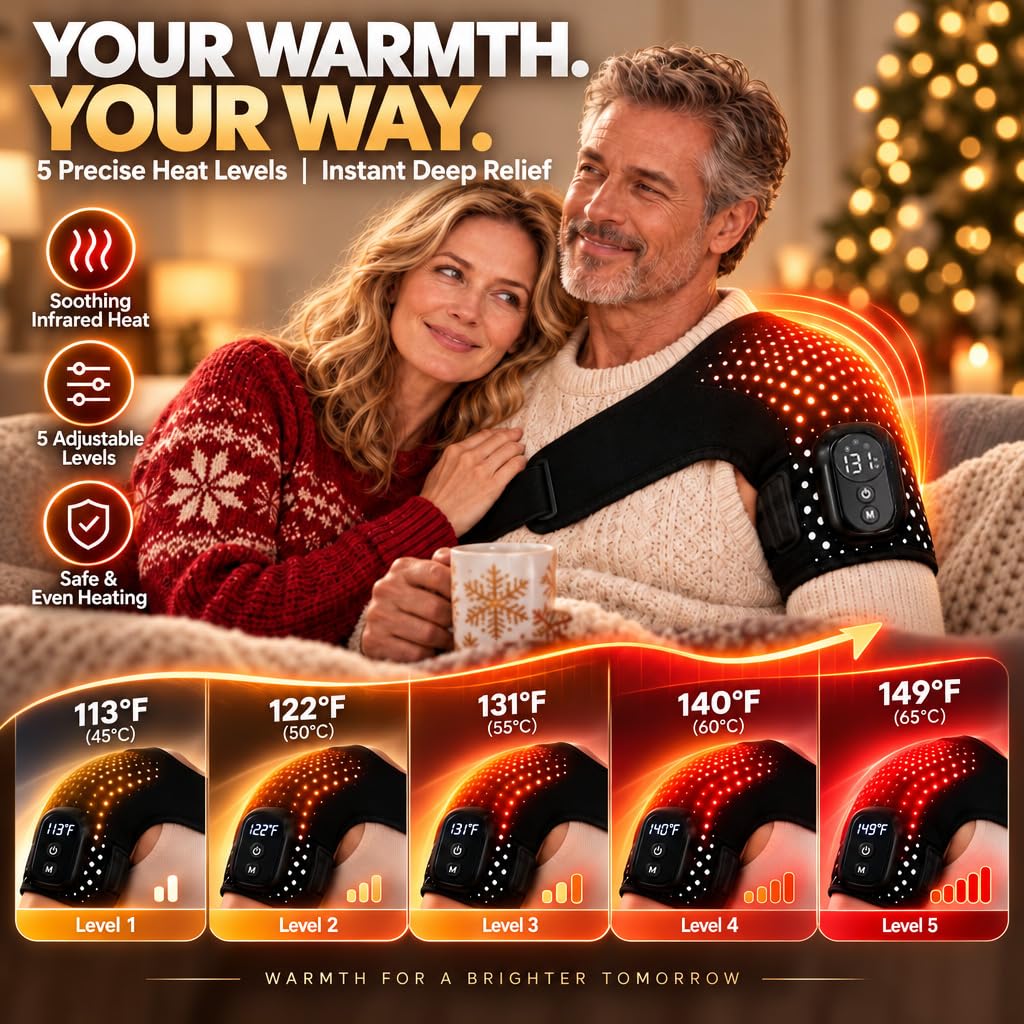 YOUR WARMTH.
YOUR WAY.
5 Precise Heat Levels | Instant Deep Relief
Soothing
Infrared Heat
5 Adjustable
Levels
Safe &
Even Heating
131
M
113°F
(45°C)
122°F
(50°C)
131°F
(55°C)
140°F
(60°C)
149°F
(65°C)
113°F
M
122°F
M
131°F
M
140°F
M
149°F
M
Level 1
Level 2
Level 3
Level 4
Level 5
WARMTH FOR A BRIGHTER TOMORROW